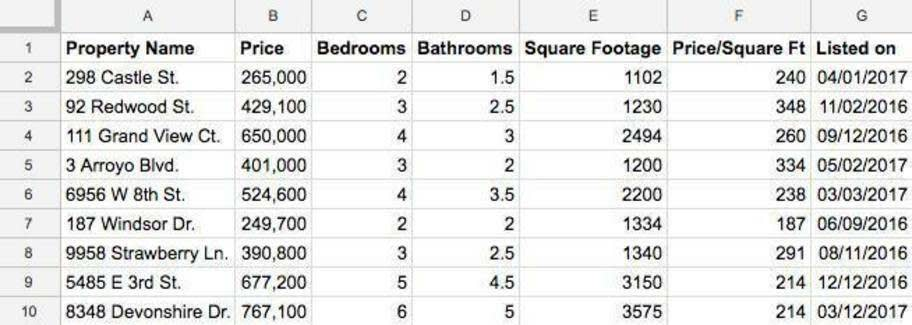 A B C D E F G
1 Property Name Price Bedrooms Bathrooms Square Footage Price/Square Ft Listed on
2 298 Castle St. 265,000 2 1.5 1102 240 04/01/2017
3 92 Redwood St. 429,100 3 2.5 1230 348 11/02/2016
4 111 Grand View Ct. 650,000 4 3 2494 260 09/12/2016
5 3 Arroyo Blvd. 401,000 3 2 1200 334 05/02/2017
6 6956 W 8th St. 524,600 4 3.5 2200 238 03/03/2017
7 187 Windsor Dr. 249,700 2 2 1334 187 06/09/2016
8 9958 Strawberry Ln. 390,800 3 2.5 1340 291 08/11/2016
9 5485 E 3rd St. 677,200 5 4.5 3150 214 12/12/2016
10 8348 Devonshire Dr. 767,100 6 5 3575 214 03/12/2017